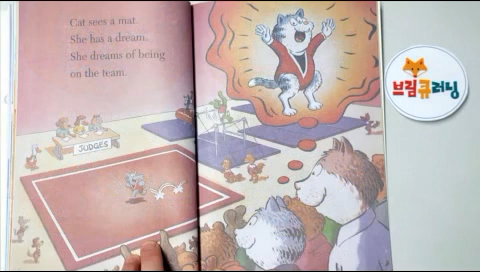 Cat sees a mat.
She has a dream.
She dreams of being
on the team.
JUDGES
브림큐러닝